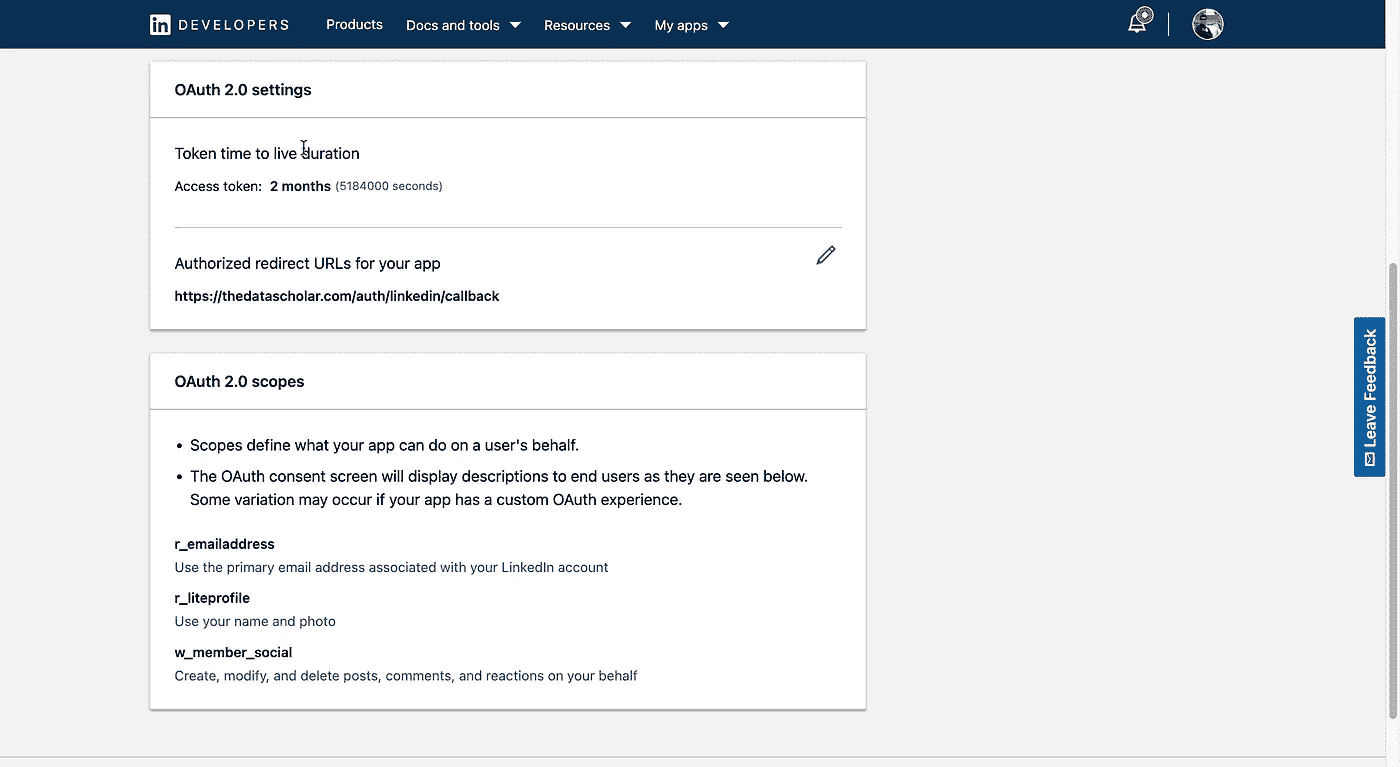 in DEVELOPERS Products Docs and tools Resources My apps
OAuth 2.0 settings
Token time to live duration
Access token: 2 months (5184000 seconds)
Authorized redirect URLs for your app
https://thedatascholar.com/auth/linkedin/callback
Leave Feedback
OAuth 2.0 scopes
• Scopes define what your app can do on a user's behalf.
• The OAuth consent screen will display descriptions to end users as they are seen below.
Some variation may occur if your app has a custom OAuth experience.
r_emailaddress
Use the primary email address associated with your LinkedIn account
r_liteprofile
Use your name and photo
w_member_social
Create, modify, and delete posts, comments, and reactions on your behalf